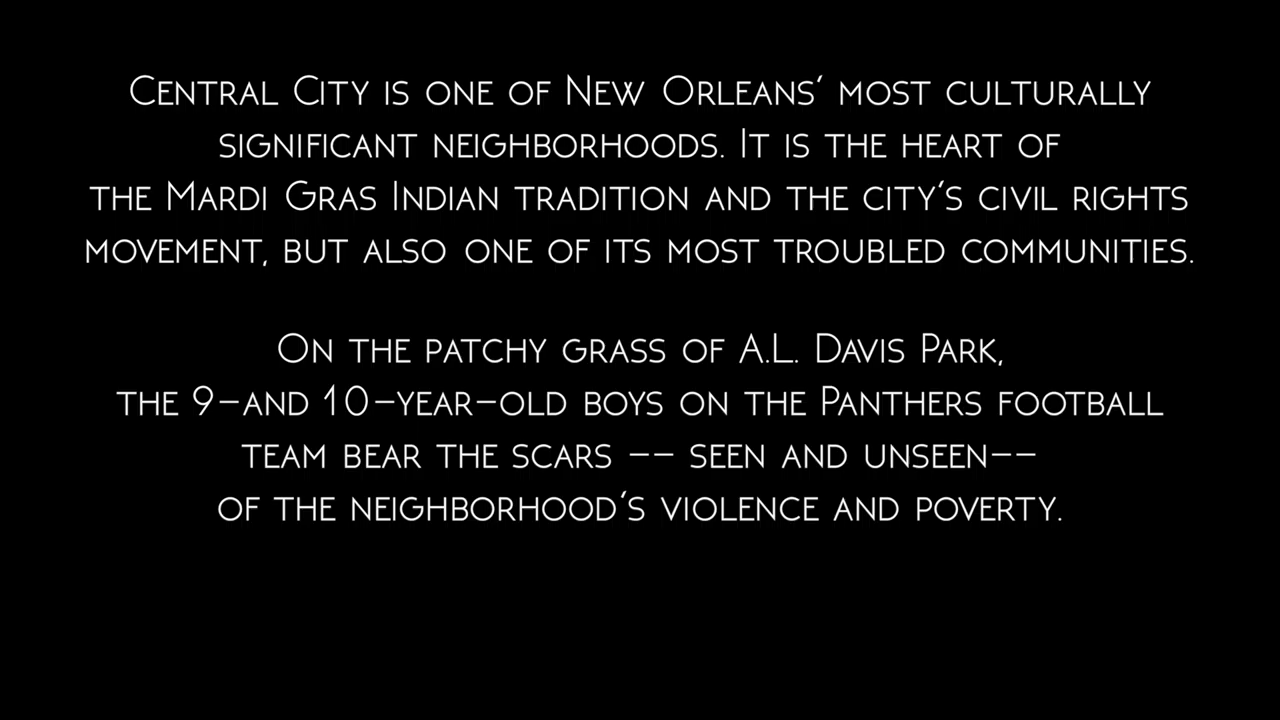 Central City is one of New Orleans' most culturally
significant neighborhoods. It is the heart of
the Mardi Gras Indian tradition and the city's civil rights
movement, but also one of its most troubled communities.
On the patchy grass of A.L. Davis Park,
the 9-and 10-year-old boys on the Panthers football
team bear the scars -- seen and unseen--
of the neighborhood's violence and poverty.